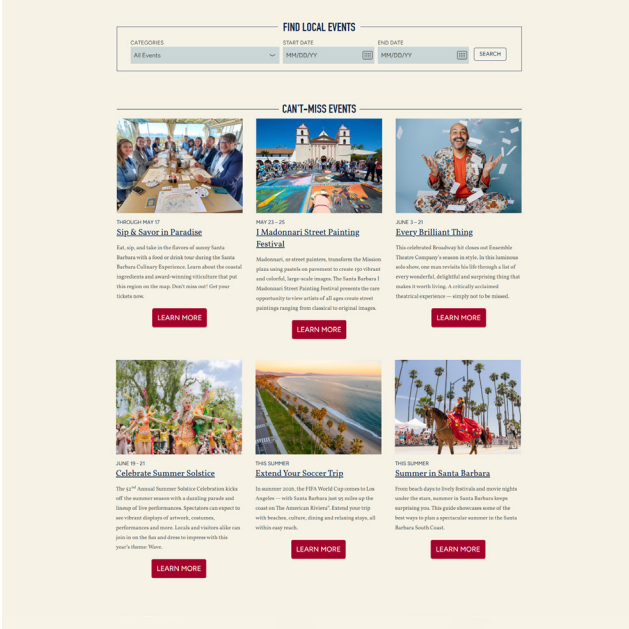 FIND LOCAL EVENTS
CATEGORIES
START DATE
END DATE
All Events
MM/DD/YY
MM/DD/YY
SEARCH
CAN'T-MISS EVENTS
THROUGH MAY 17
Sip & Savor in Paradise
Eat, sip, and take in the flavors of sunny Santa
Barbara with a food or drink tour during the Santa
Barbara Culinary Experience. Learn about the coastal
ingredients and award-winning viticulture that put
this region on the map. Don't miss out! Get your
tickets now.
LEARN MORE
MAY 23 – 25
I Madonnari Street Painting
Festival
Madonnari, or street painters, transform the Mission
plaza using pastels on pavement to create 150 vibrant
and colorful, large-scale images. The Santa Barbara I
Madonnari Street Painting Festival presents the rare
opportunity to view artists of all ages create street
paintings ranging from classical to original images.
LEARN MORE
JUNE 3 – 21
Every Brilliant Thing
This celebrated Broadway hit closes out Ensemble
Theatre Company's season in style. In this luminous
solo show, one man revisits his life through a list of
every wonderful, delightful and surprising thing that
makes it worth living. A critically acclaimed
theatrical experience — simply not to be missed.
LEARN MORE
JUNE 19 - 21
Celebrate Summer Solstice
The 52nd Annual Summer Solstice Celebration kicks
off the summer season with a dazzling parade and
lineup of live performances. Spectators can expect to
see vibrant displays of artwork, costumes,
performances and more. Locals and visitors alike can
join in on the fun and dress to impress with this
year's theme: Wave.
LEARN MORE
THIS SUMMER
Extend Your Soccer Trip
In summer 2026, the FIFA World Cup comes to Los
Angeles — with Santa Barbara just 95 miles up the
coast on The American Riviera®. Extend your trip
with beaches, culture, dining and relaxing stays, all
within easy reach.
LEARN MORE
THIS SUMMER
Summer in Santa Barbara
From beach days to lively festivals and movie nights
under the stars, summer in Santa Barbara keeps
surprising you. This guide showcases some of the
best ways to plan a spectacular summer in the Santa
Barbara South Coast.
LEARN MORE